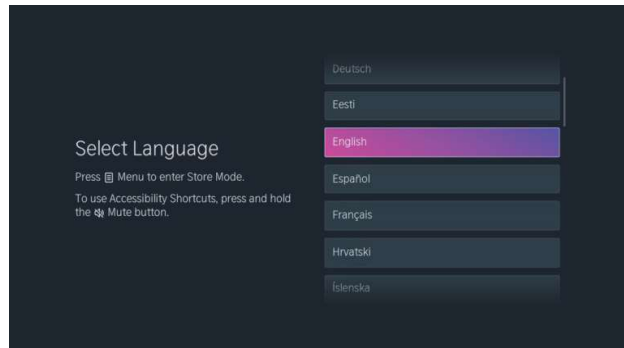 Select Language
Press Menu to enter Store Mode.
To use Accessibility Shortcuts, press and hold
the Mute button.
Deutsch
Eesti
English
Español
Français
Hrvatski
Íslenska